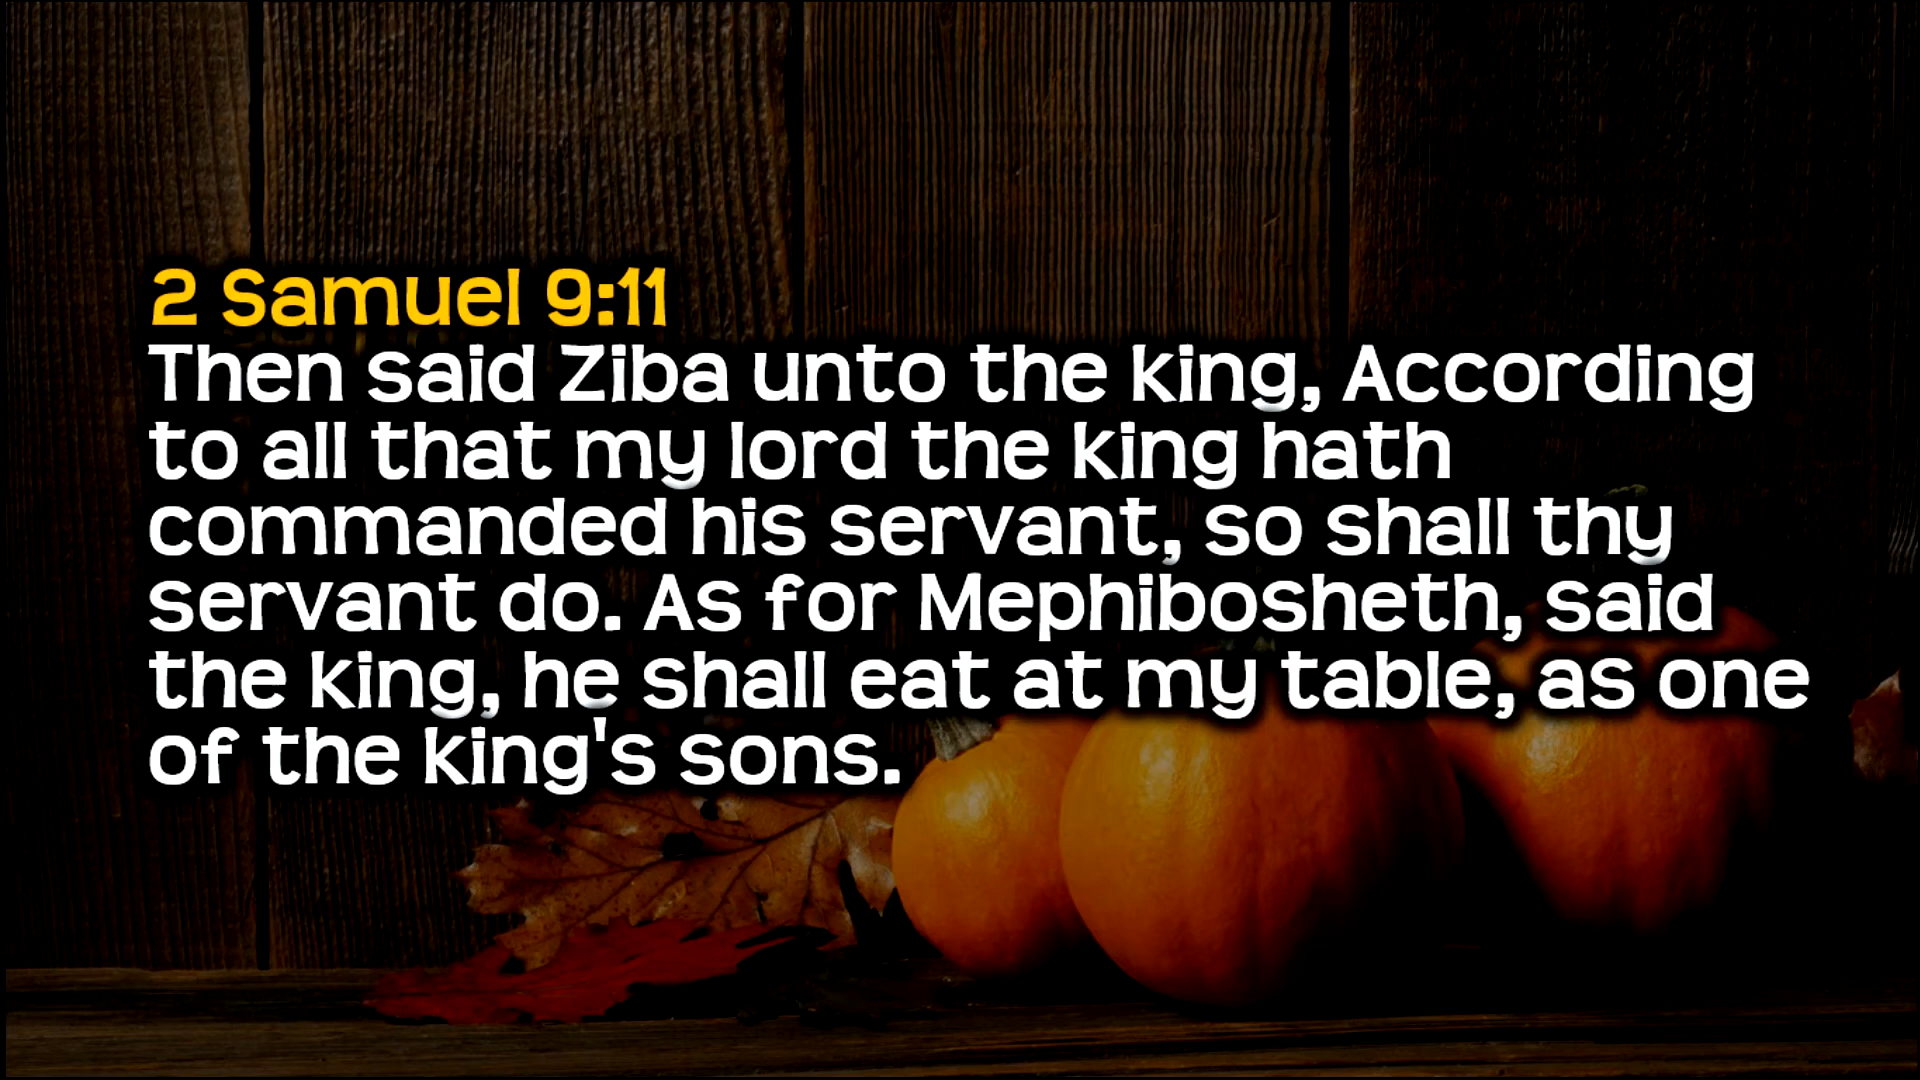 2 Samuel 9:11
Then said Ziba unto the king, According
to all that my lord the king hath
commanded his servant, so shall thy
servant do. As for Mephibosheth, said
the king, he shall eat at my table, as one
of the king's sons.